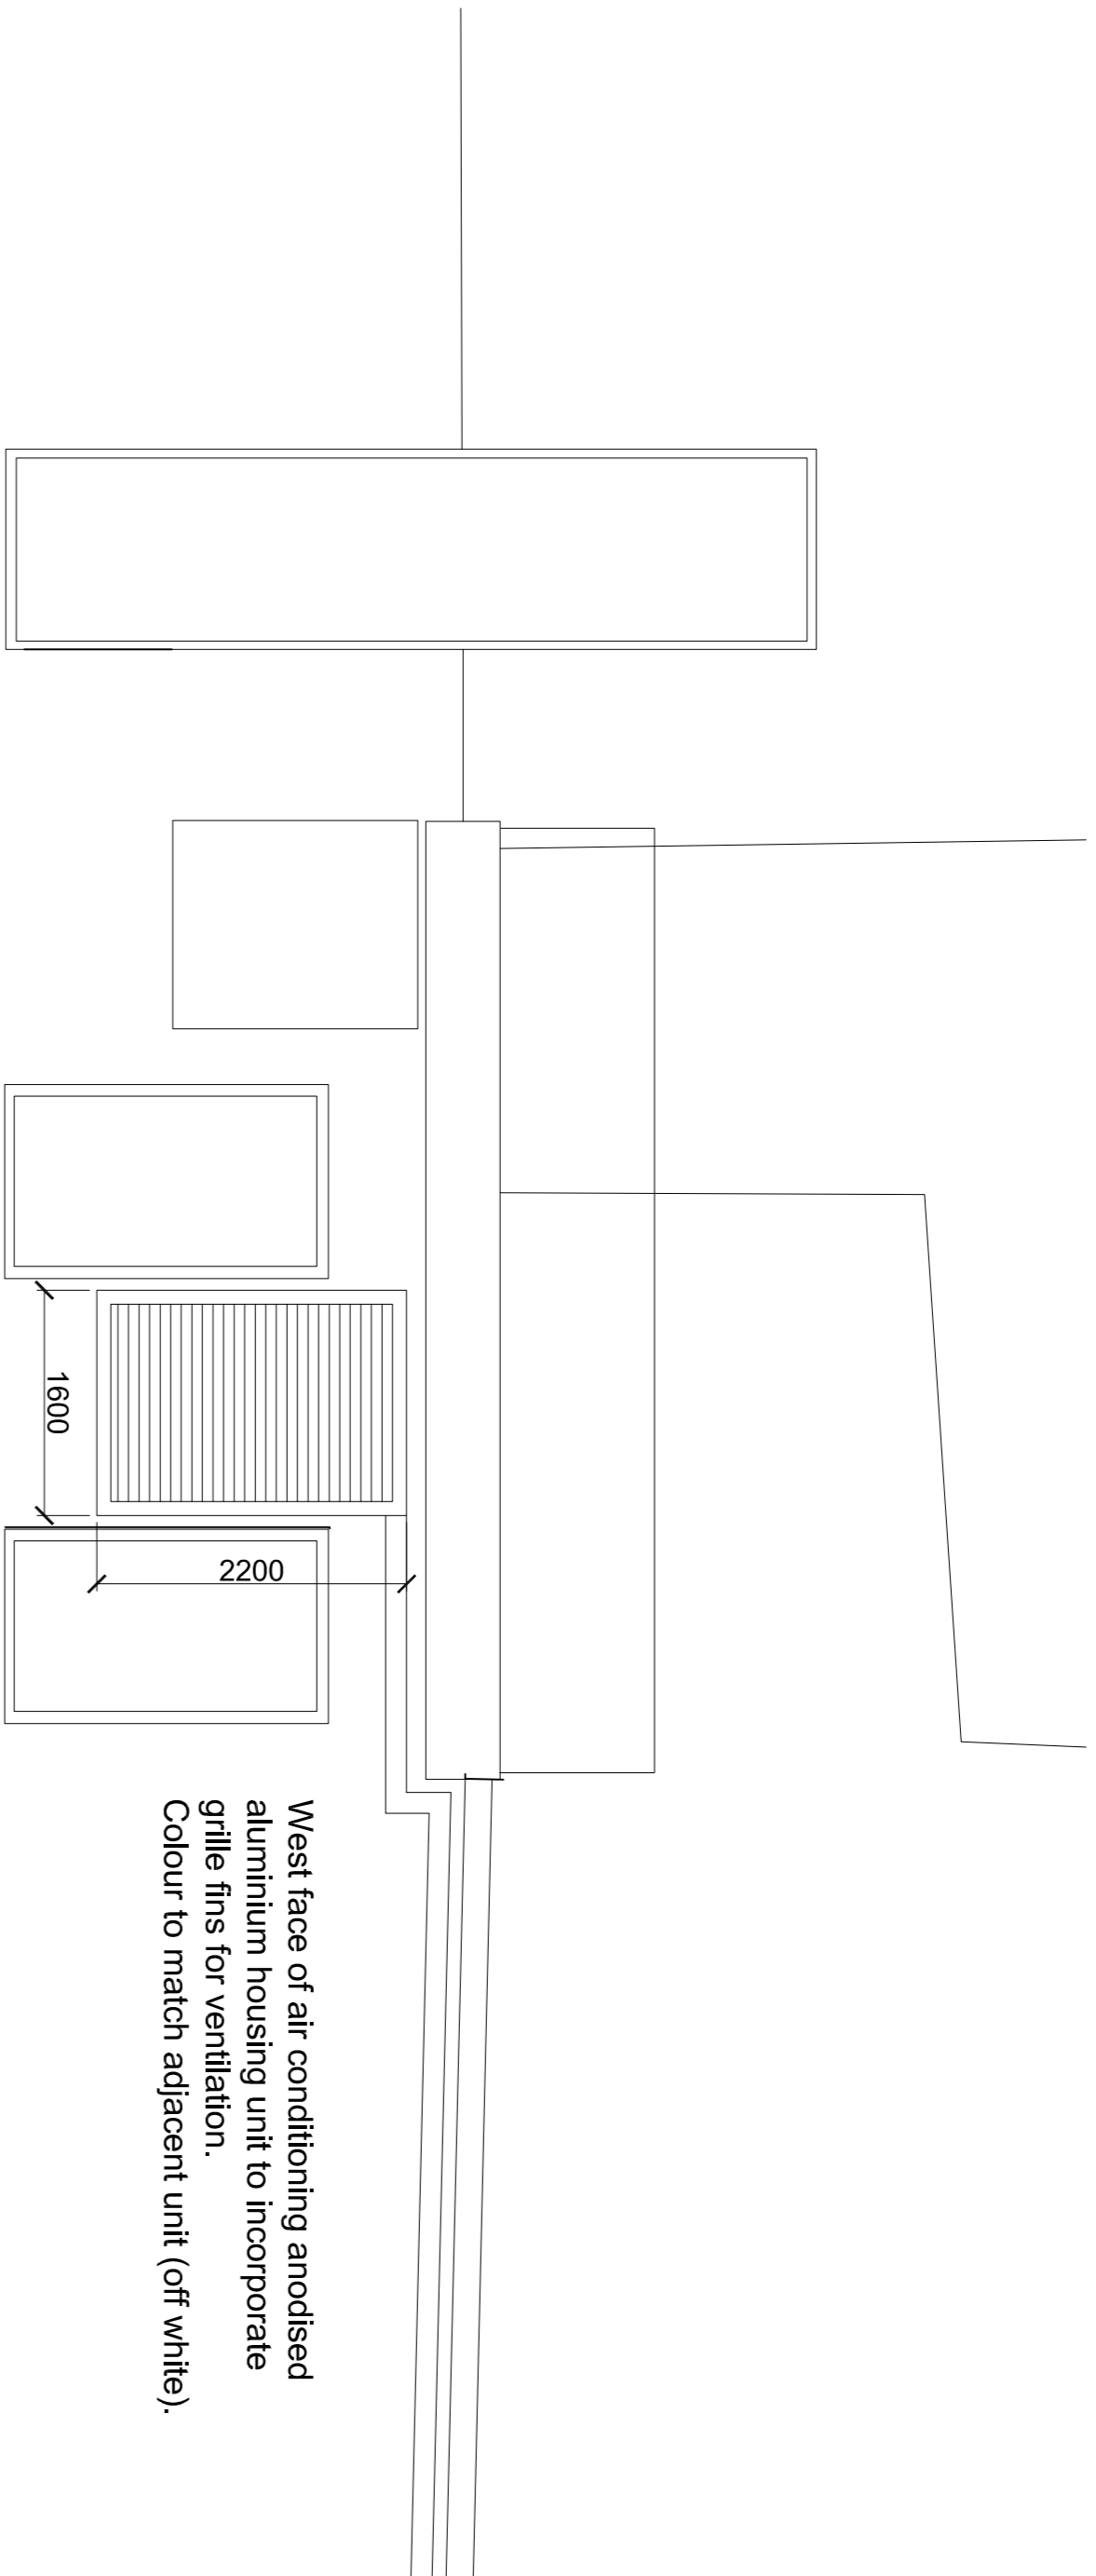 West face of air conditioning anodised
aluminium housing unit to incorporate
grille fins for ventilation.
Colour to match adjacent unit (off white).
1600
2200